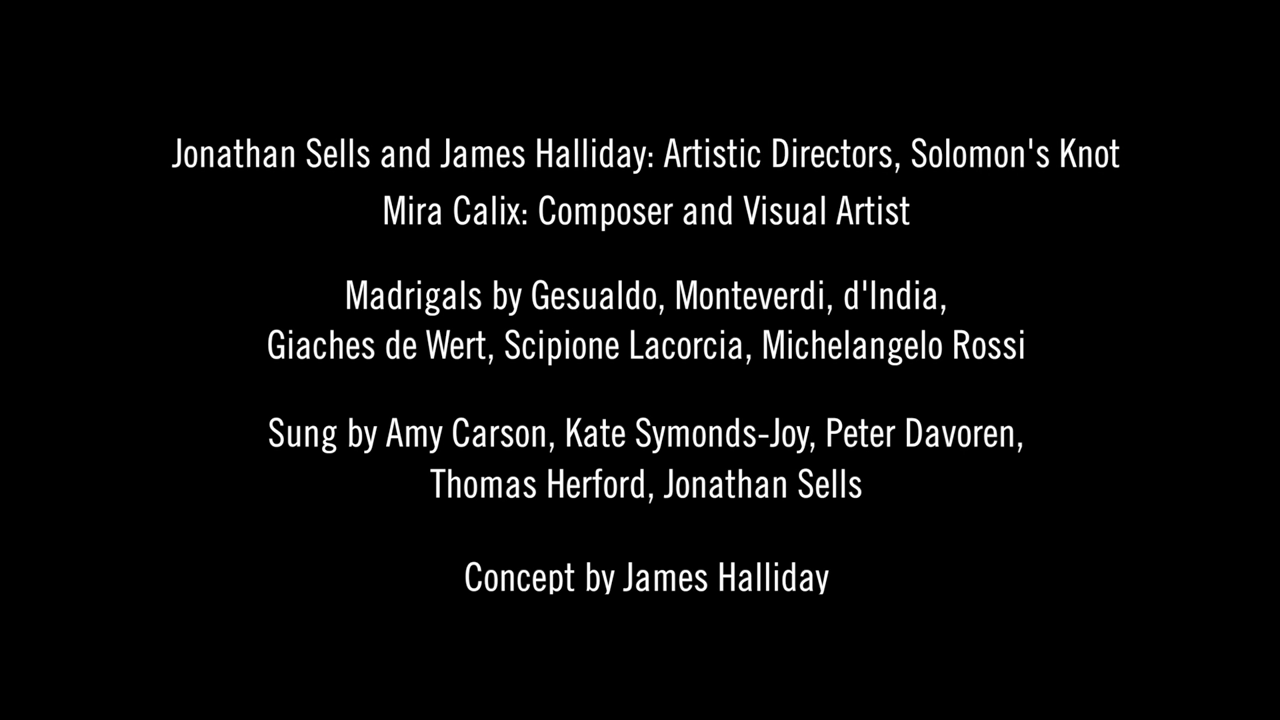 Jonathan Sells and James Halliday: Artistic Directors, Solomon's Knot
Mira Calix: Composer and Visual Artist
Madrigals by Gesualdo, Monteverdi, d'India,
Giaches de Wert, Scipione Lacorcia, Michelangelo Rossi
Sung by Amy Carson, Kate Symonds-Joy, Peter Davoren,
Thomas Herford, Jonathan Sells
Concept by James Halliday